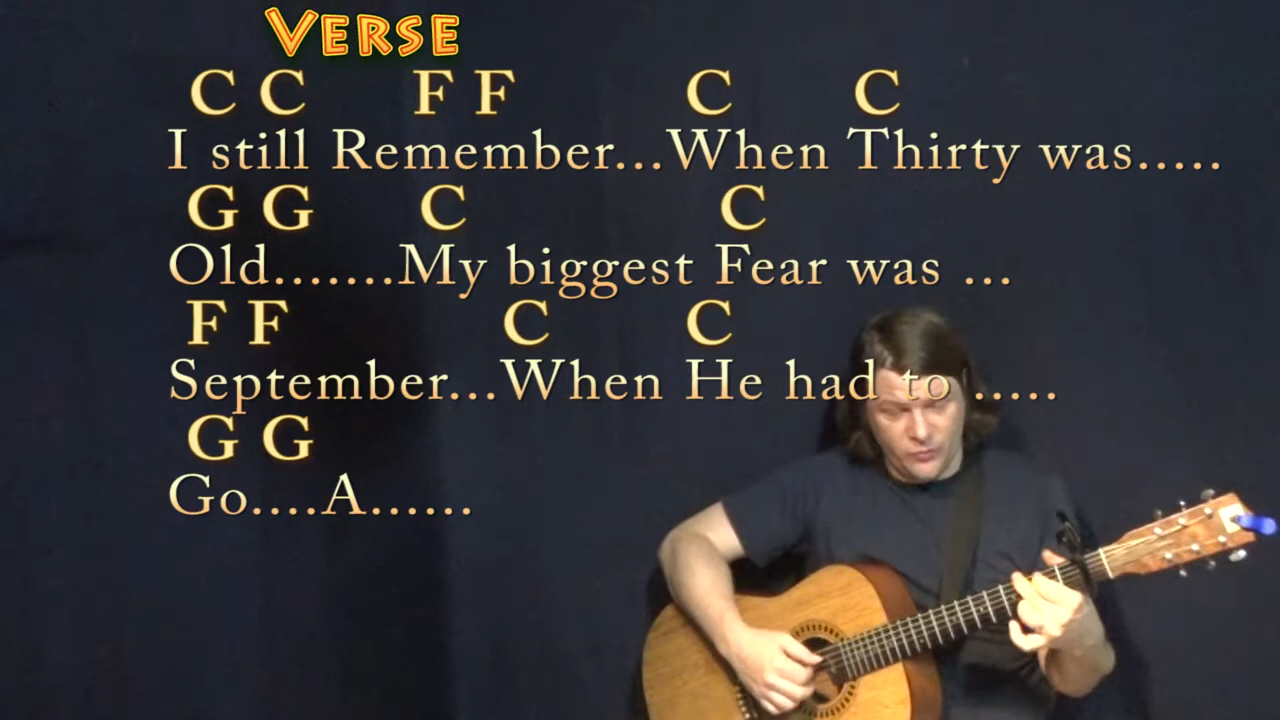 VERSE
C C F F C C
I still Remember...When Thirty was.....
G G C C
Old.......My biggest Fear was ...
F F C C
September...When He had to .....
G G
Go....A......